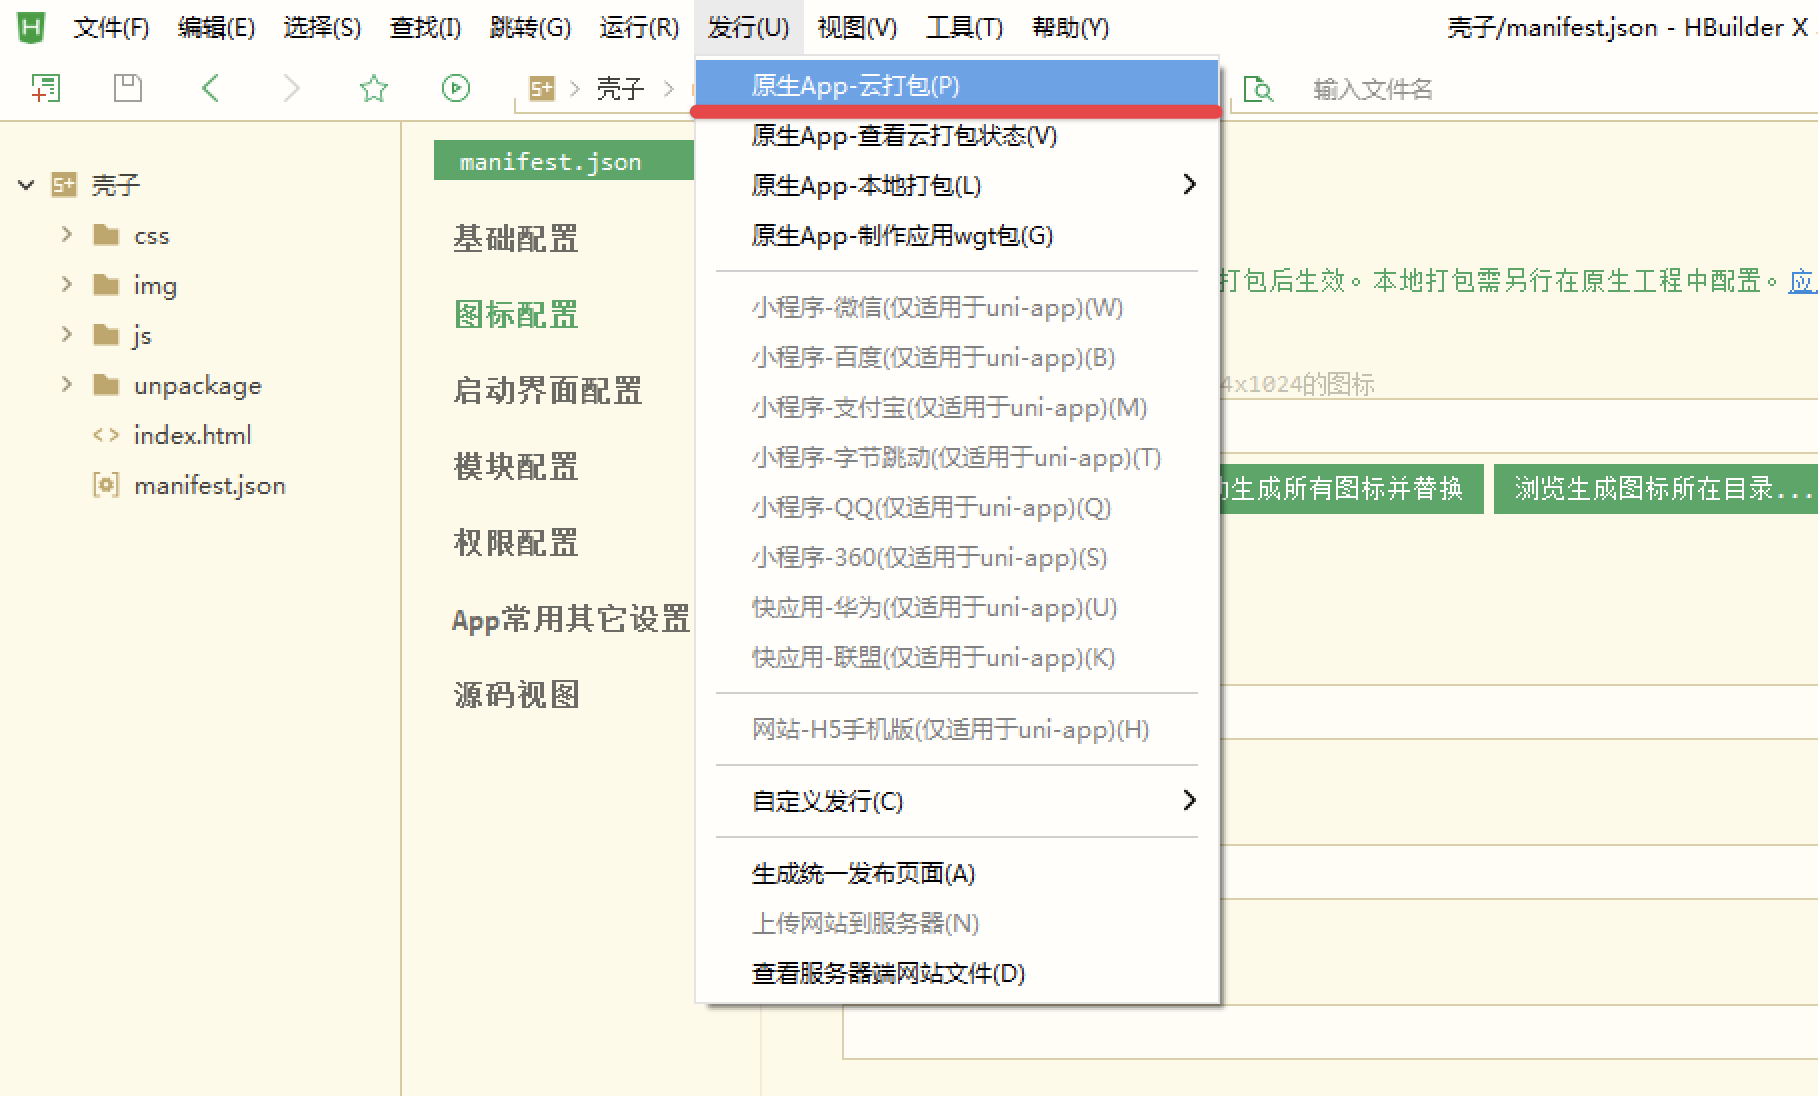 文件(F) 编辑(E) 选择(S) 查找(I) 跳转(G) 运行(R) 发行(U) 视图(V) 工具(T) 帮助(Y) 壳子/manifest.json - HBuilder X
壳子
输入文件名
壳子
css
img
js
unpackage
index.html
manifest.json
manifest.json
基础配置
图标配置
启动界面配置
模块配置
权限配置
App常用其它设置
源码视图
原生App-云打包(P)
原生App-查看云打包状态(V)
原生App-本地打包(L)
原生App-制作应用wgt包(G)
小程序-微信(仅适用于uni-app)(W)
小程序-百度(仅适用于uni-app)(B)
小程序-支付宝(仅适用于uni-app)(M)
小程序-字节跳动(仅适用于uni-app)(T)
小程序-QQ(仅适用于uni-app)(Q)
小程序-360(仅适用于uni-app)(S)
快应用-华为(仅适用于uni-app)(U)
快应用-联盟(仅适用于uni-app)(K)
网站-H5手机版(仅适用于uni-app)(H)
自定义发行(C)
生成统一发布页面(A)
上传网站到服务器(N)
查看服务器端网站文件(D)
打包后生效。本地打包需另行在原生工程中配置。应
4x1024的图标
生成所有图标并替换
浏览生成图标所在目录...